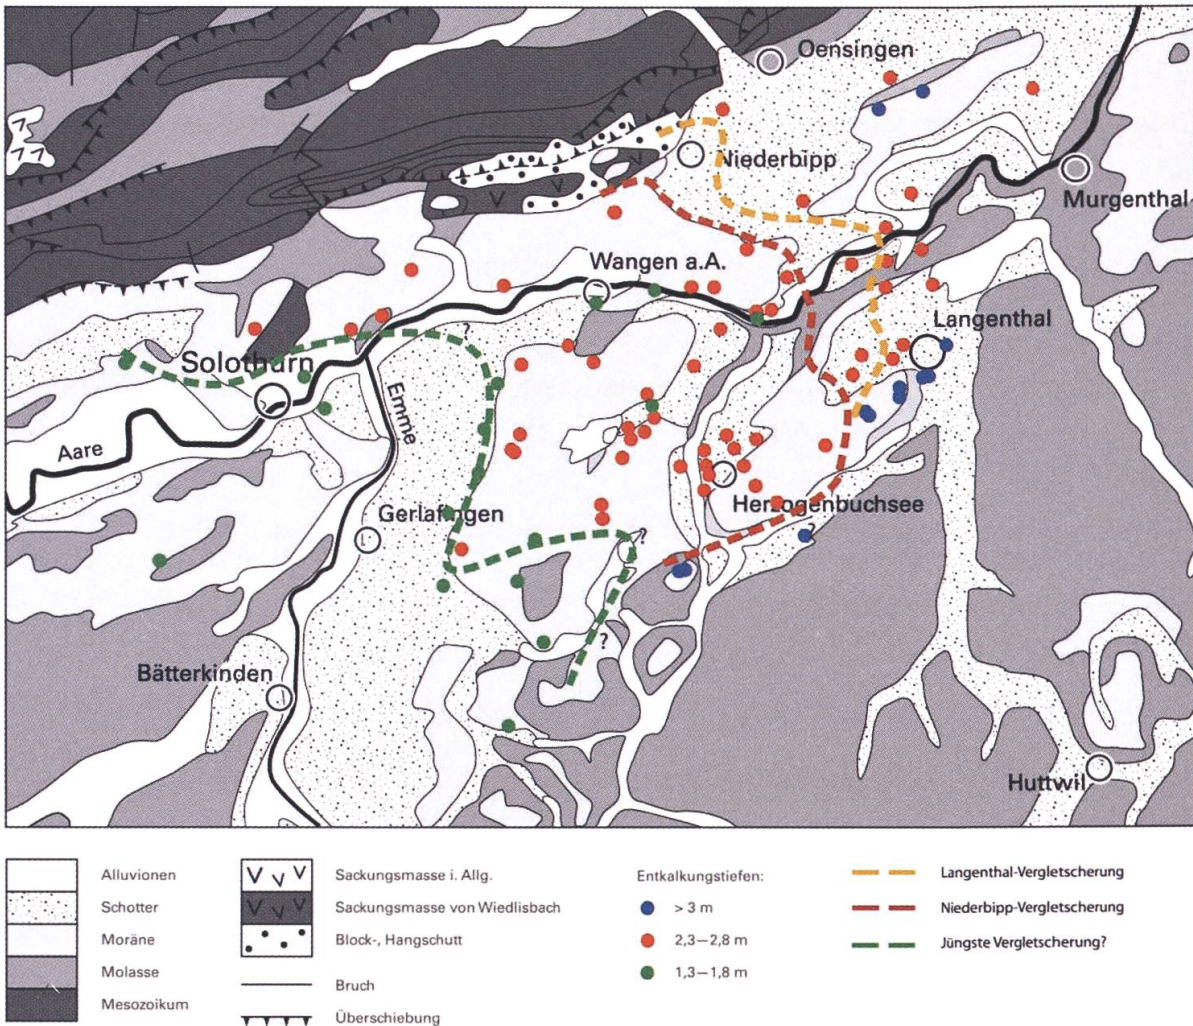 Oensingen
Niederbipp
Murgenthal
Wangen a.A.
Langenthal
?
Solothurn
Emme
Aare
Herzogenbuchsee
Gerlafingen
?
?
?
Bätterkinden
Huttwil
Alluvionen
Schotter
Moräne
Molasse
Mesozoikum
Sackungsmasse i. Allg.
Sackungsmasse von Wiedlisbach
Block-, Hangschutt
Bruch
Überschiebung
Entkalkungstiefen:
> 3 m
2,3–2,8 m
1,3–1,8 m
Langenthal-Vergletscherung
Niederbipp-Vergletscherung
Jüngste Vergletscherung?